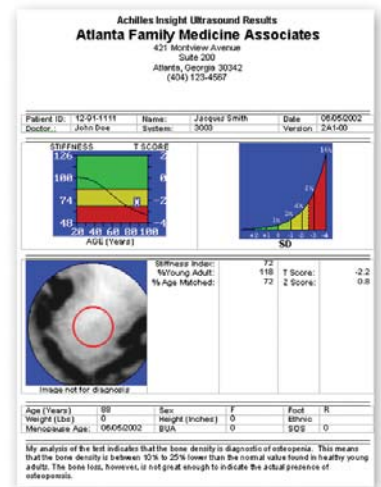 Achilles Insight Ultrasound Results
Atlanta Family Medicine Associates
421 Montview Avenue
Suite 200
Atlanta, Georgia 30342
(404) 123-4567
Patient ID: 12-91-1111 Name: Jacques Smith Date 06/05/2002
Doctor.: John Doe System: 3000 Version 2A1-00
STIFFNESS T SCORE
126 2
100 0
74 -2
48 -4
20 40 60 80 100
AGE (Years)
SD
Stiffness Index: 72
%Young Adult: 118 T Score: -2.2
% Age Matched: 72 Z Score: 0.8
Image not for diagnosis
Age (Years) 88 Sex F Foot R
Weight (Lbs) 0 Height (Inches) 0 Ethnic
Menopause Age: 06/05/2002 BUA 0 SOS 0
My analysis of the test indicates that the bone density is diagnostic of osteopenia. This means
that the bone density is between 10% to 25% lower than the normal value found in healthy young
adults. The bone loss, however, is not great enough to indicate the actual presence of
osteoporosis.